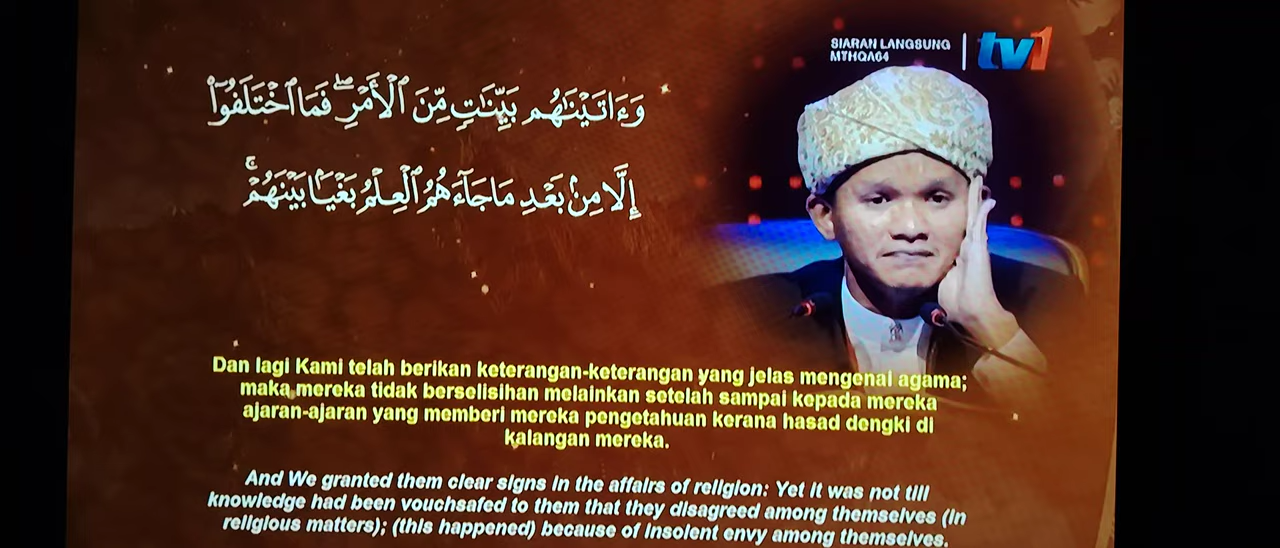 SIARAN LANGSUNG
MTHQA64
tv1
وَءَاتَيْنَٰهُم بَيِّنَٰتٍ مِّنَ ٱلْأَمْرِ ۖ فَمَا ٱخْتَلَفُوٓا۟
إِلَّا مِنۢ بَعْدِ مَا جَآءَهُمُ ٱلْعِلْمُ بَغْيًۢا بَيْنَهُمْ ۚ
Dan lagi Kami telah berikan keterangan-keterangan yang jelas mengenai agama;
maka mereka tidak berselisihan melainkan setelah sampai kepada mereka
ajaran-ajaran yang memberi mereka pengetahuan kerana hasad dengki di
kalangan mereka.
And We granted them clear signs in the affairs of religion: Yet it was not till
knowledge had been vouchsafed to them that they disagreed among themselves (in
religious matters); (this happened) because of insolent envy among themselves.